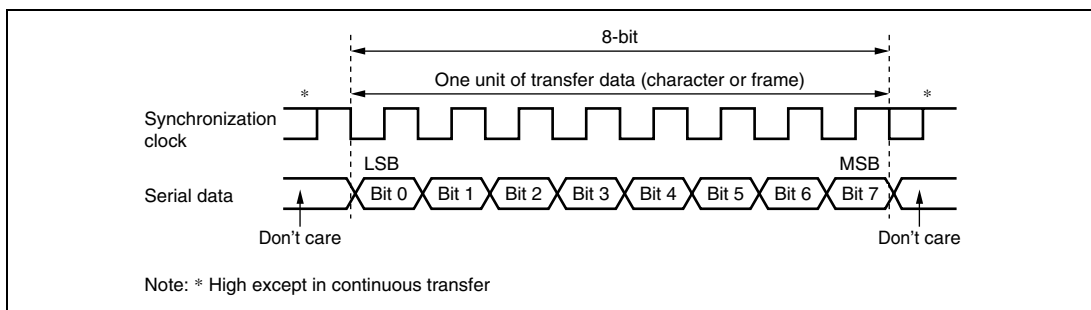 8-bit
One unit of transfer data (character or frame)
* *
Synchronization
clock
LSB MSB
Serial data Bit 0 Bit 1 Bit 2 Bit 3 Bit 4 Bit 5 Bit 6 Bit 7
Don't care Don't care
Note: * High except in continuous transfer